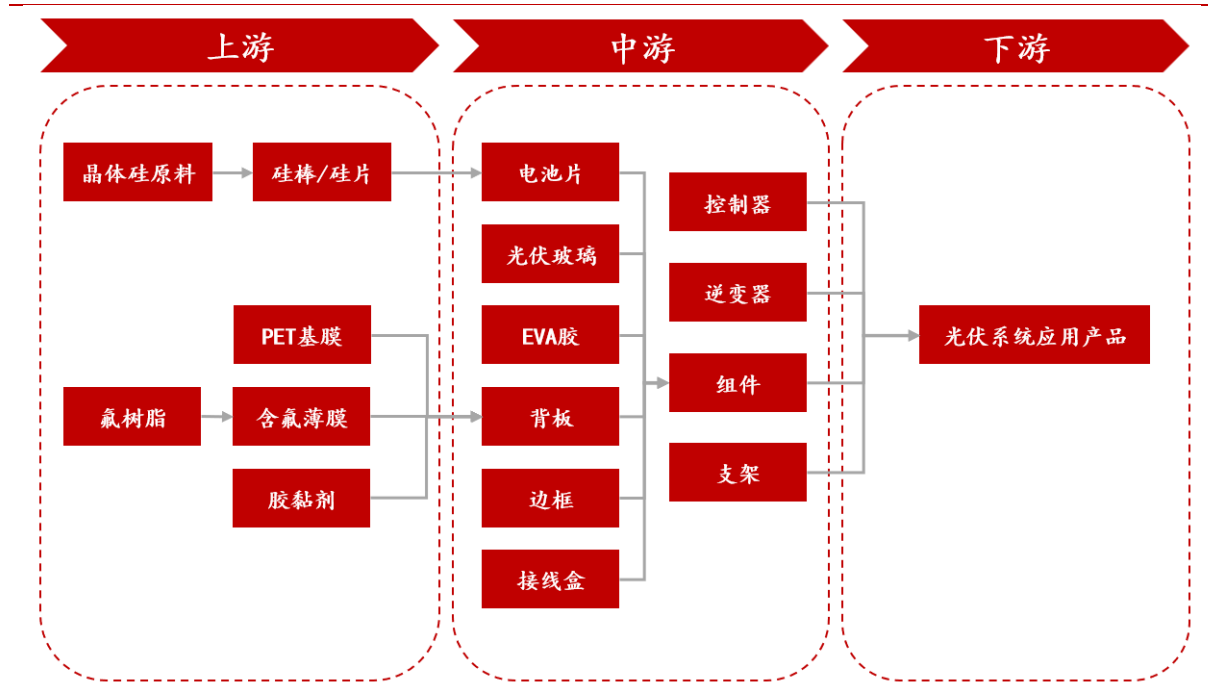 上游
中游
下游
晶体硅原料
硅棒/硅片
电池片
控制器
光伏玻璃
逆变器
PET基膜
EVA胶
光伏系统应用产品
组件
氟树脂
含氟薄膜
背板
支架
胶黏剂
边框
接线盒